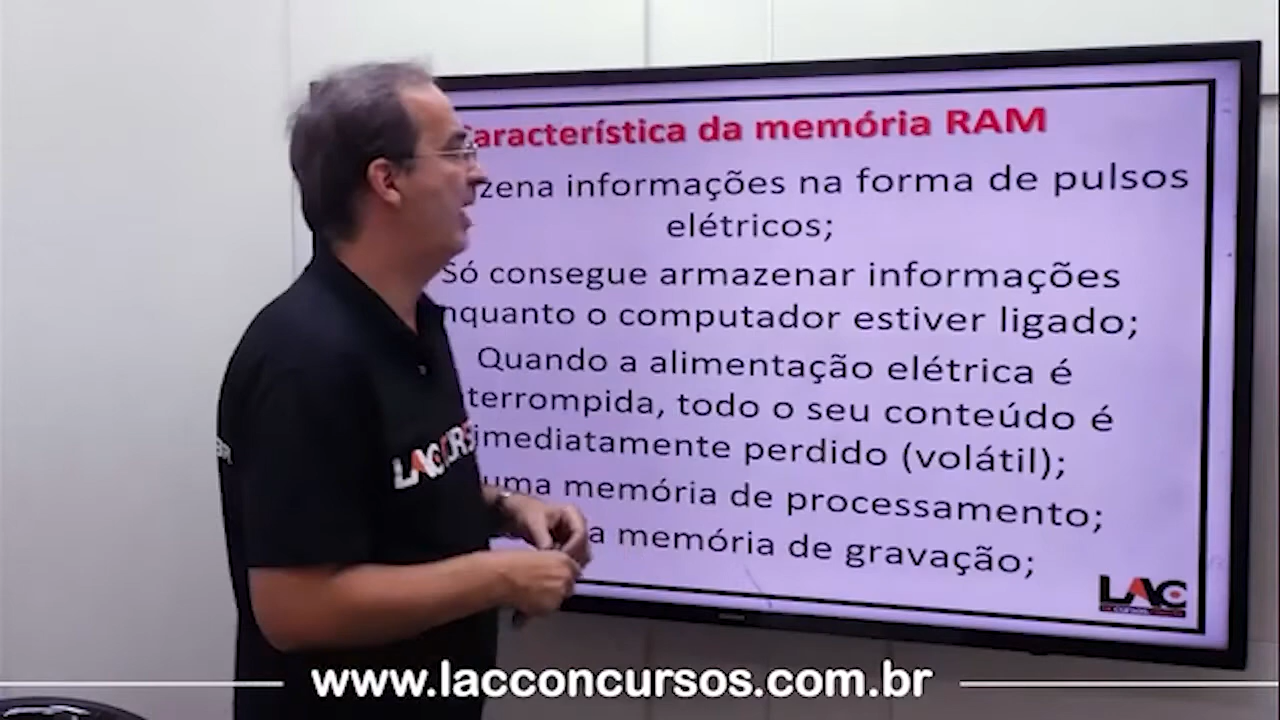 aracterística da memória RAM
zena informações na forma de pulsos
elétricos;
Só consegue armazenar informações
nquanto o computador estiver ligado;
Quando a alimentação elétrica é
terrompida, todo o seu conteúdo é
imediatamente perdido (volátil);
uma memória de processamento;
a memória de gravação;
LAC
LAC
www.lacconcursos.com.br